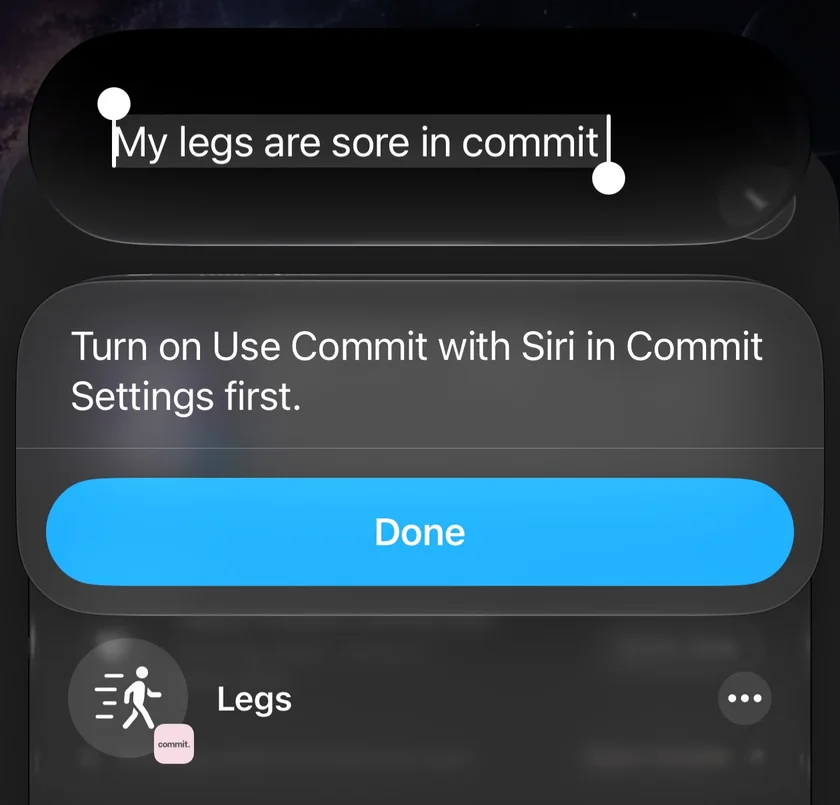 My legs are sore in commit
Turn on Use Commit with Siri in Commit
Settings first.
Done
Legs
commit.